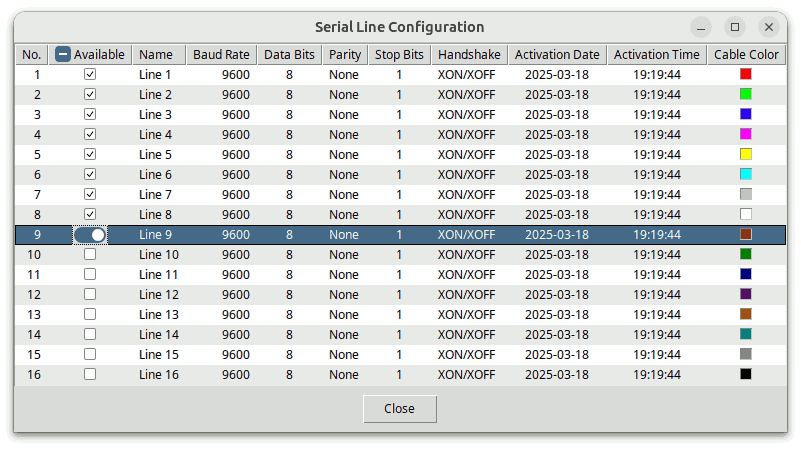 Serial Line Configuration
No. Available Name Baud Rate Data Bits Parity Stop Bits Handshake Activation Date Activation Time Cable Color
1 Line 1 9600 8 None 1 XON/XOFF 2025-03-18 19:19:44
2 Line 2 9600 8 None 1 XON/XOFF 2025-03-18 19:19:44
3 Line 3 9600 8 None 1 XON/XOFF 2025-03-18 19:19:44
4 Line 4 9600 8 None 1 XON/XOFF 2025-03-18 19:19:44
5 Line 5 9600 8 None 1 XON/XOFF 2025-03-18 19:19:44
6 Line 6 9600 8 None 1 XON/XOFF 2025-03-18 19:19:44
7 Line 7 9600 8 None 1 XON/XOFF 2025-03-18 19:19:44
8 Line 8 9600 8 None 1 XON/XOFF 2025-03-18 19:19:44
9 Line 9 9600 8 None 1 XON/XOFF 2025-03-18 19:19:44
10 Line 10 9600 8 None 1 XON/XOFF 2025-03-18 19:19:44
11 Line 11 9600 8 None 1 XON/XOFF 2025-03-18 19:19:44
12 Line 12 9600 8 None 1 XON/XOFF 2025-03-18 19:19:44
13 Line 13 9600 8 None 1 XON/XOFF 2025-03-18 19:19:44
14 Line 14 9600 8 None 1 XON/XOFF 2025-03-18 19:19:44
15 Line 15 9600 8 None 1 XON/XOFF 2025-03-18 19:19:44
16 Line 16 9600 8 None 1 XON/XOFF 2025-03-18 19:19:44
Close